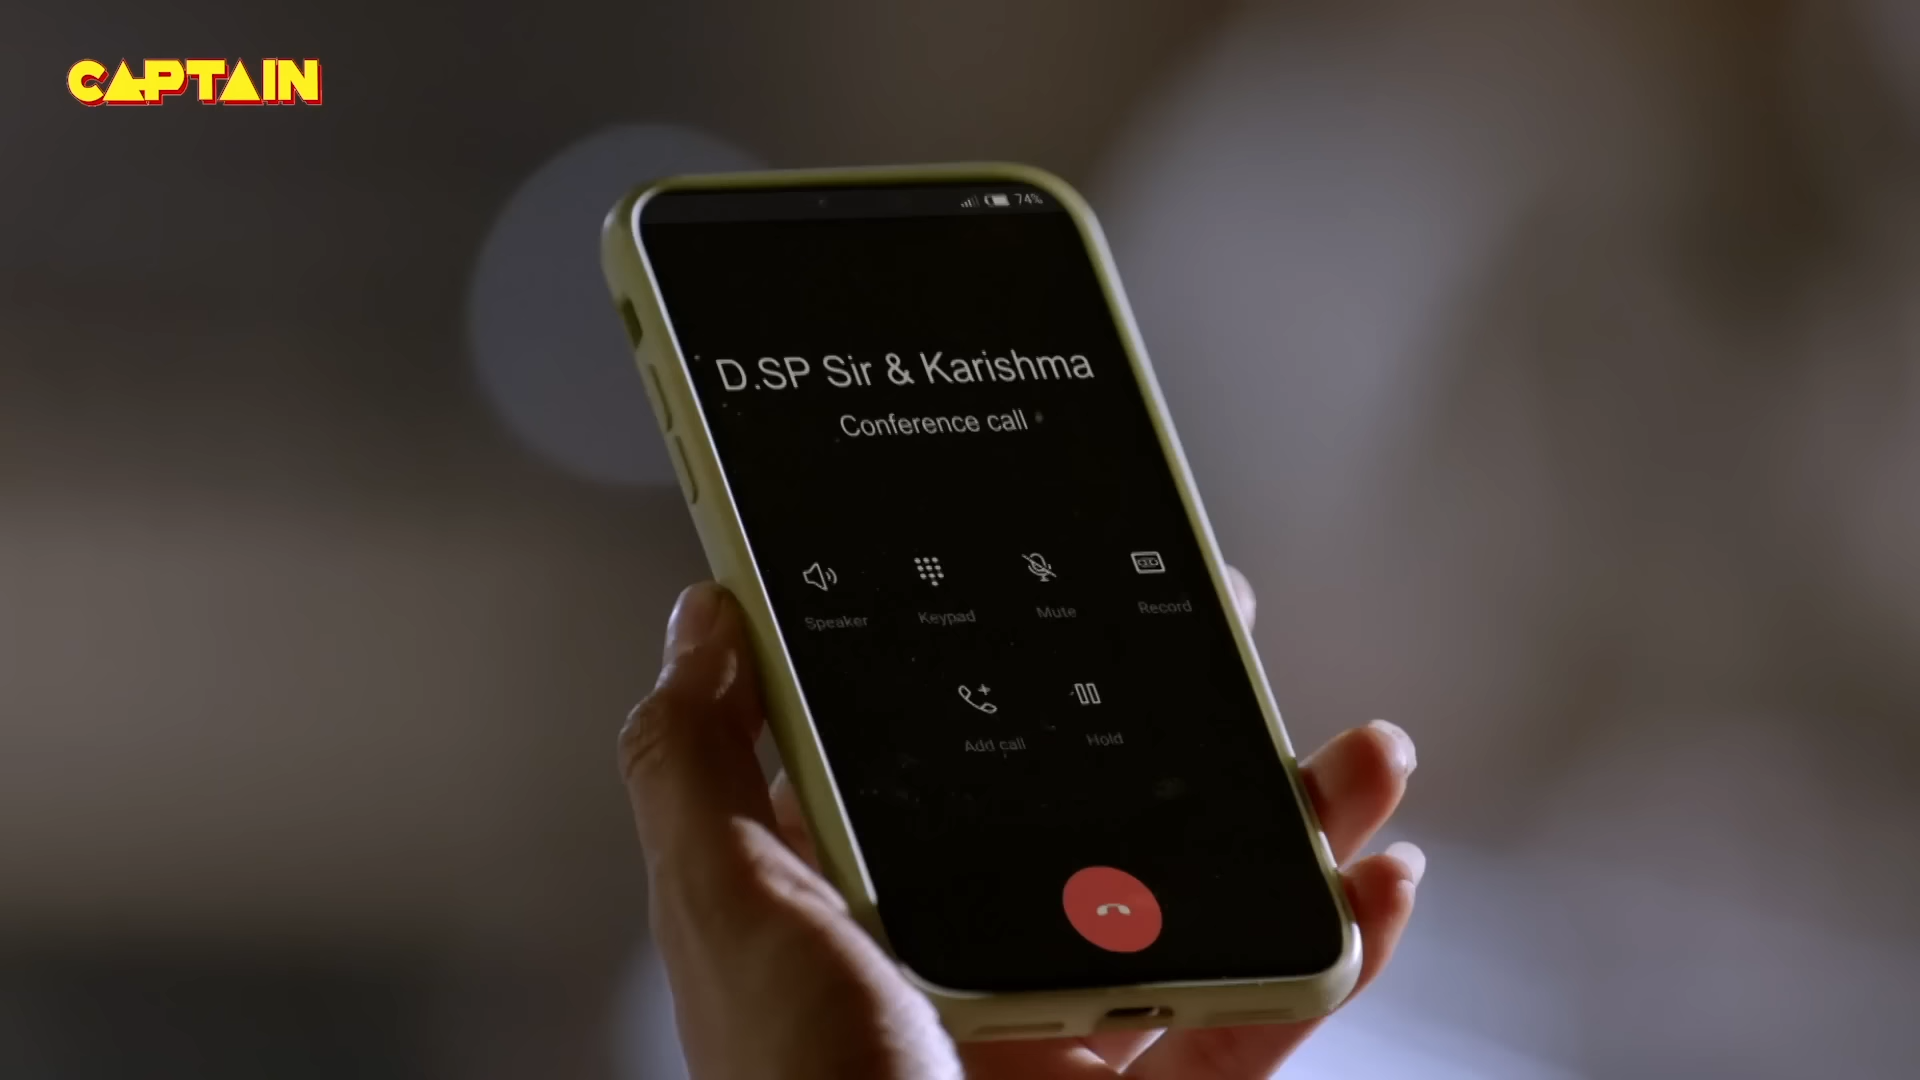 CAPTAIN
74%
D.SP Sir & Karishma
Conference call
Speaker Keypad Mute Record
Add call Hold